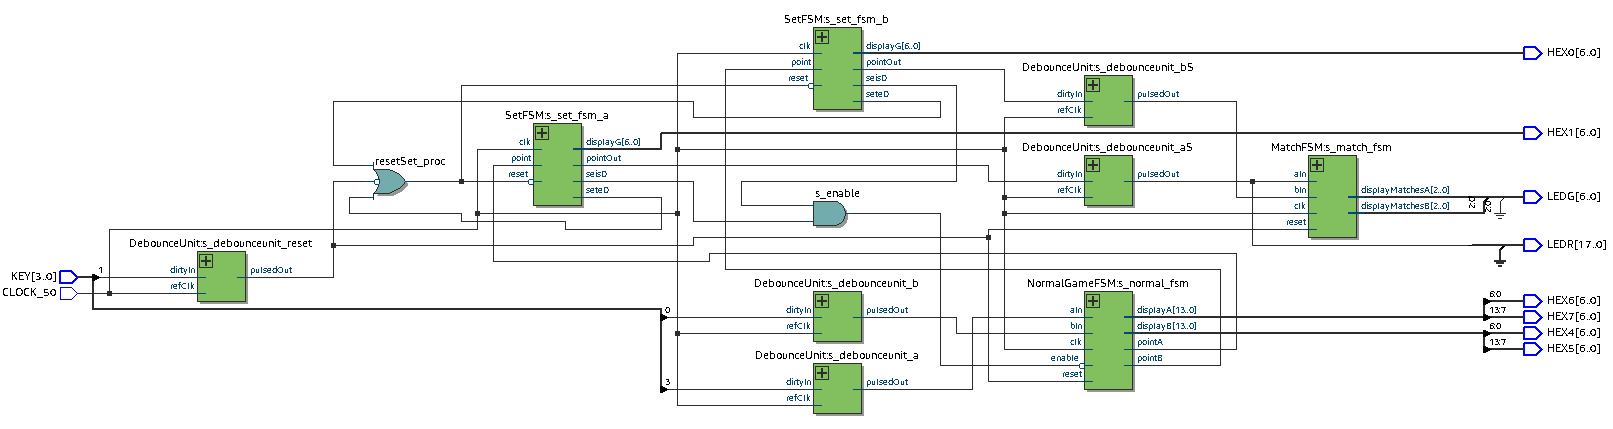 SetFSM:s_set_fsm_b
clk
point
reset
displayG[6..0]
pointOut
seisD
seteD
HEX0[6..0]
DebounceUnit:s_debounceunit_b5
dirtyIn
refClk
pulsedOut
SetFSM:s_set_fsm_a
clk
point
reset
displayG[6..0]
pointOut
seisD
seteD
HEX1[6..0]
resetSet_proc
DebounceUnit:s_debounceunit_a5
dirtyIn
refClk
pulsedOut
MatchFSM:s_match_fsm
aIn
bIn
clk
reset
displayMatchesA[2..0]
displayMatchesB[2..0]
2:0
2:0
LEDG[6..0]
s_enable
LEDR[17..0]
DebounceUnit:s_debounceunit_reset
dirtyIn
refClk
pulsedOut
KEY[3..0]
1
CLOCK_50
DebounceUnit:s_debounceunit_b
0
dirtyIn
refClk
pulsedOut
NormalGameFSM:s_normal_fsm
aIn
bIn
clk
enable
reset
displayA[13..0]
displayB[13..0]
pointA
pointB
6:0
HEX6[6..0]
13:7
HEX7[6..0]
6:0
HEX4[6..0]
13:7
HEX5[6..0]
DebounceUnit:s_debounceunit_a
3
dirtyIn
refClk
pulsedOut